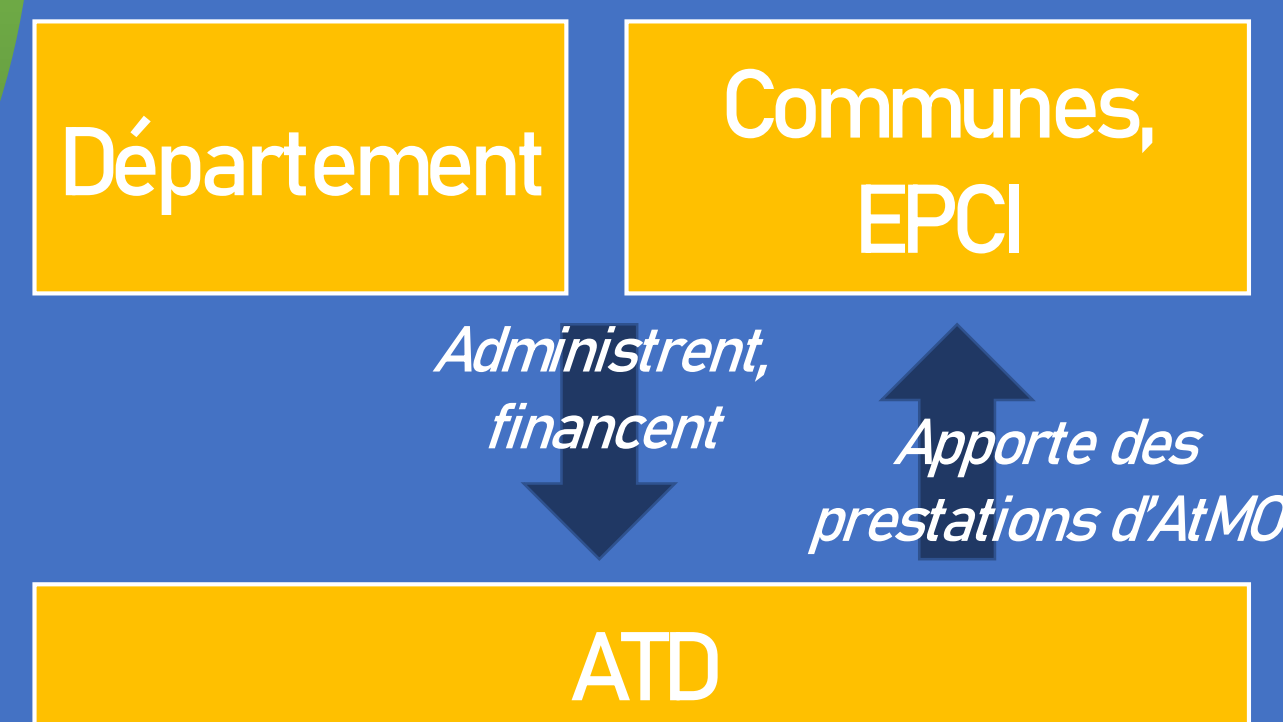 Département
Communes,
EPCI
Administrent,
financent
Apporte des
prestations d’AtMO
ATD